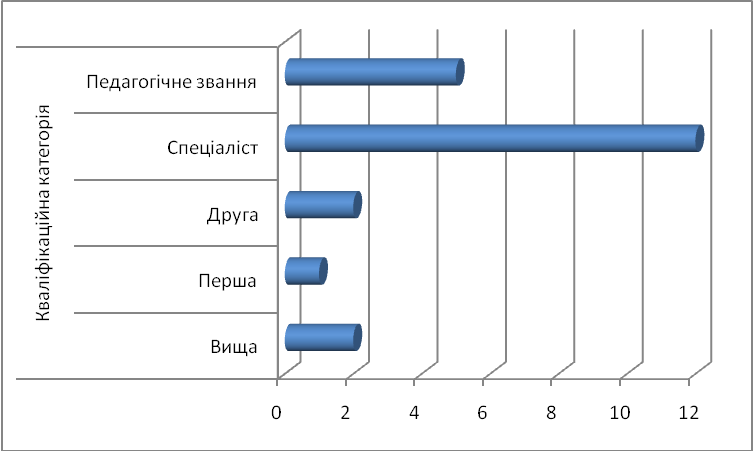 Кваліфікаційна категорія
Педагогічне звання
Спеціаліст
Друга
Перша
Вища
0 2 4 6 8 10 12